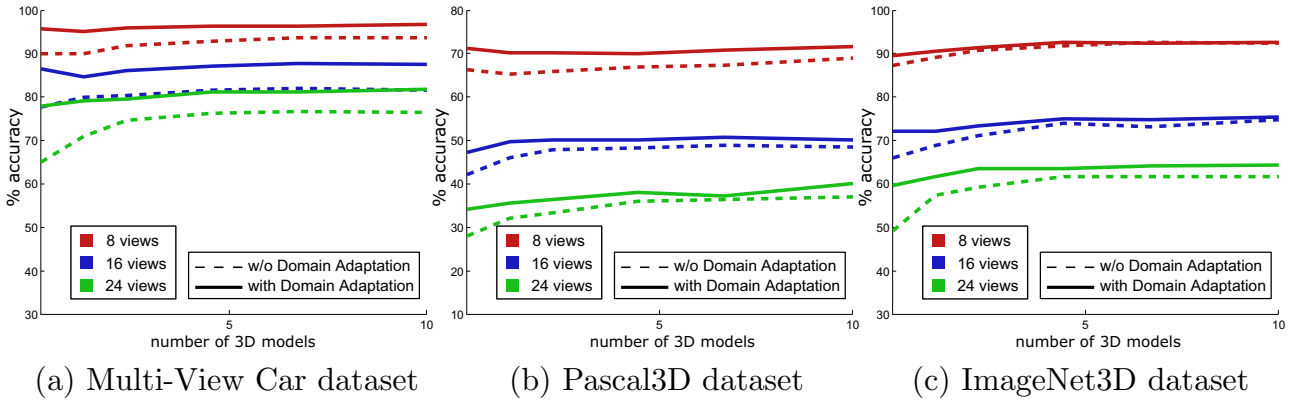 100
90
80
70
60
50
40
30
% accuracy
8 views
16 views
24 views
w/o Domain Adaptation
with Domain Adaptation
5
10
number of 3D models
(a) Multi-View Car dataset
80
70
60
50
40
30
20
10
% accuracy
8 views
16 views
24 views
w/o Domain Adaptation
with Domain Adaptation
5
10
number of 3D models
(b) Pascal3D dataset
100
90
80
70
60
50
40
30
% accuracy
8 views
16 views
24 views
w/o Domain Adaptation
with Domain Adaptation
5
10
number of 3D models
(c) ImageNet3D dataset